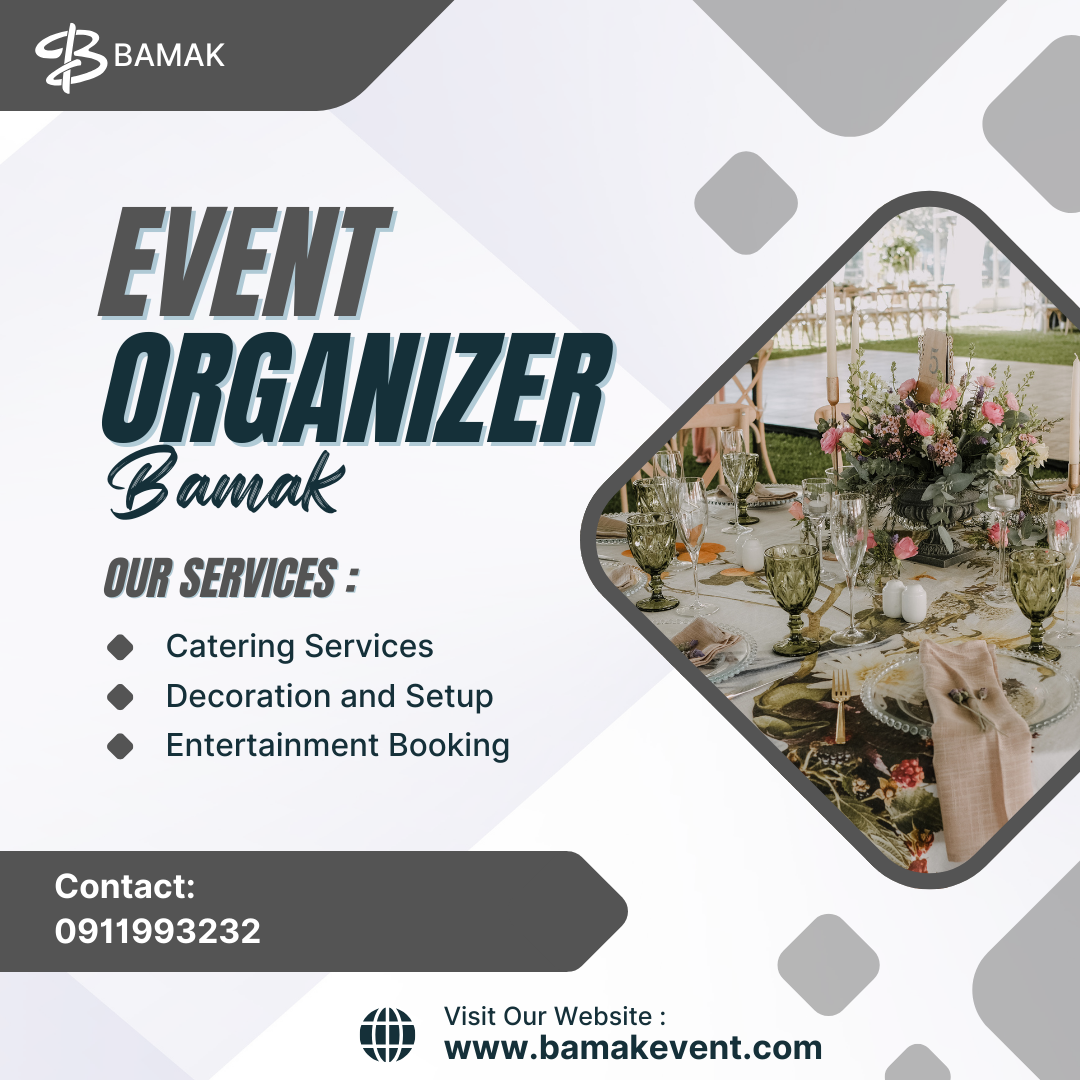 BAMAK
EVENT
ORGANIZER
Bamak
OUR SERVICES :
Catering Services
Decoration and Setup
Entertainment Booking
5
Contact:
0911993232
Visit Our Website :
www.bamakevent.com